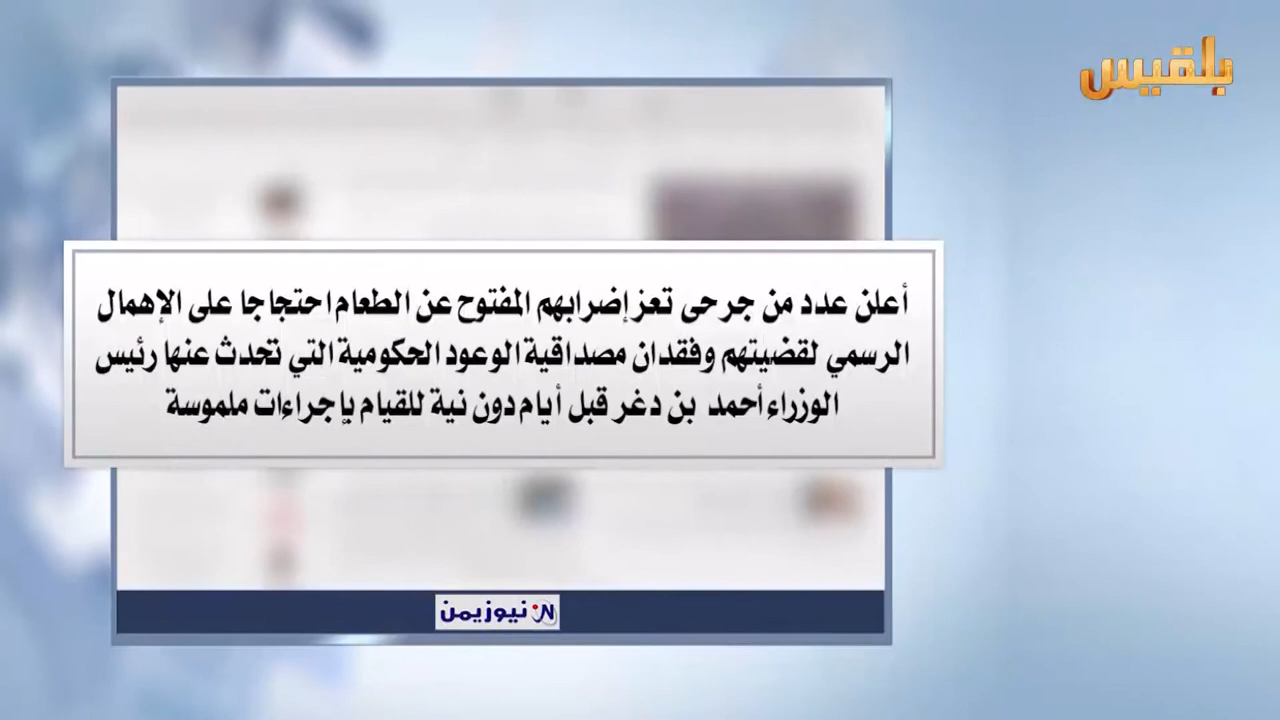 بلقيس
أعلن عدد من جرحى تعز إضرابهم المفتوح عن الطعام احتجاجا على الإهمال
الرسمي لقضيتهم وفقدان مصداقية الوعود الحكومية التي تحدث عنها رئيس
الوزراء أحمد بن دغر قبل أيام دون نية للقيام بإجراءات ملموسة
نيوزيمن